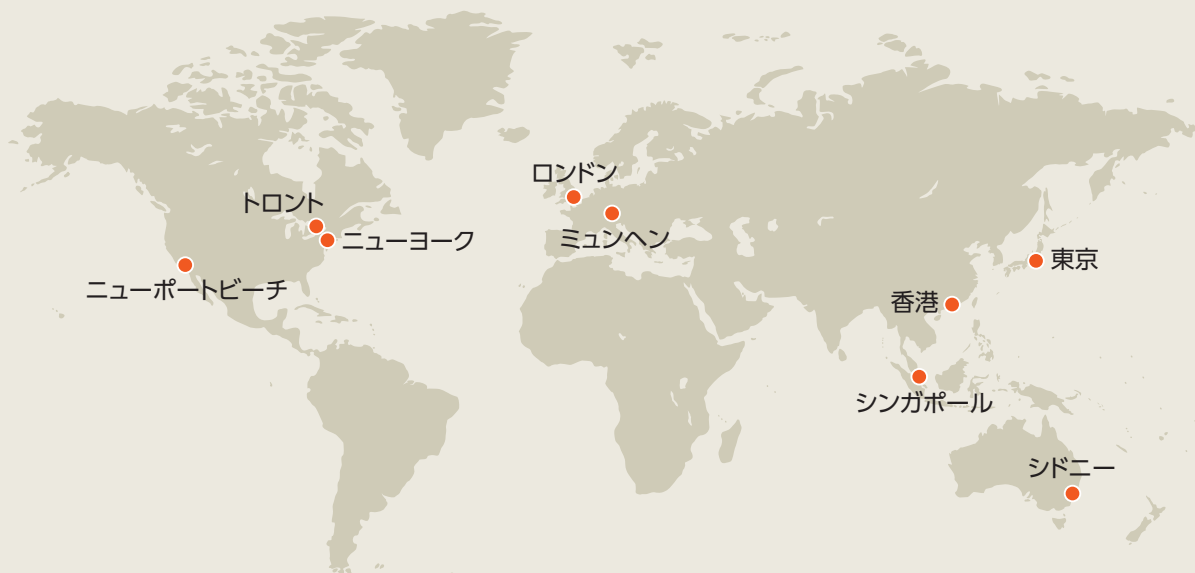 ロンドン
トロント
ニューヨーク
ミュンヘン
東京
ニューポートビーチ
香港
シンガポール
シドニー